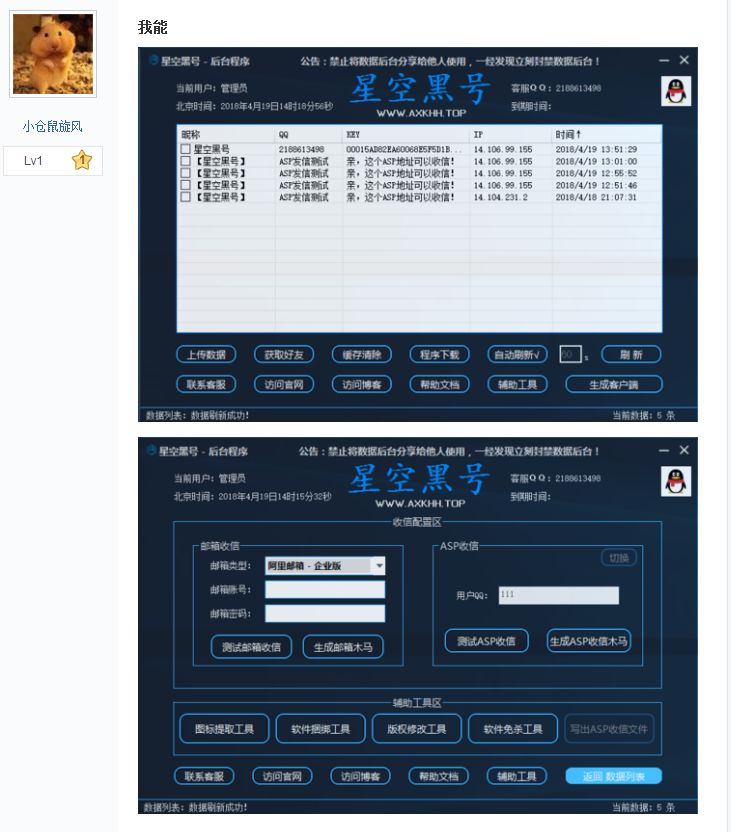 我能
小仓鼠旋风
Lv1
1
星空黑号 - 后台程序 公告：禁止将数据后台分享给他人使用，一经发现立刻封禁数据后台！
当前用户：管理员
北京时间：2018年4月19日14时18分56秒
星空黑号
WWW.AXKHH.TOP
客服QQ：2188613498
到期时间：
昵称 QQ KEY IP 时间↑
星空黑号 2188613498 00015AD82EA60068E5F5D1B... 14.106.99.155 2018/4/19 13:51:29
【星空黑号】 ASP发信测试 亲，这个ASP地址可以收信! 14.106.99.155 2018/4/19 13:01:00
【星空黑号】 ASP发信测试 亲，这个ASP地址可以收信! 14.106.99.155 2018/4/19 12:55:52
【星空黑号】 ASP发信测试 亲，这个ASP地址可以收信! 14.106.99.155 2018/4/19 12:51:46
【星空黑号】 ASP发信测试 亲，这个ASP地址可以收信! 14.104.231.2 2018/4/18 21:07:31
上传数据 获取好友 缓存清除 程序下载 自动刷新√ 60 s 刷 新
联系客服 访问官网 访问博客 帮助文档 辅助工具 生成客户端
数据列表：数据刷新成功! 当前数据：5 条
星空黑号 - 后台程序 公告：禁止将数据后台分享给他人使用，一经发现立刻封禁数据后台！
当前用户：管理员
北京时间：2018年4月19日14时15分32秒
星空黑号
WWW.AXKHH.TOP
客服QQ：2188613498
到期时间：
收信配置区
邮箱收信
邮箱类型： 阿里邮箱 - 企业版
邮箱账号：
邮箱密码：
测试邮箱收信 生成邮箱木马
ASP收信
切换
用户QQ： 111
测试ASP收信 生成ASP收信木马
辅助工具区
图标提取工具 软件捆绑工具 版权修改工具 软件免杀工具 写出ASP收信文件
联系客服 访问官网 访问博客 帮助文档 辅助工具 返回 数据列表
数据列表：数据刷新成功! 当前数据：5 条